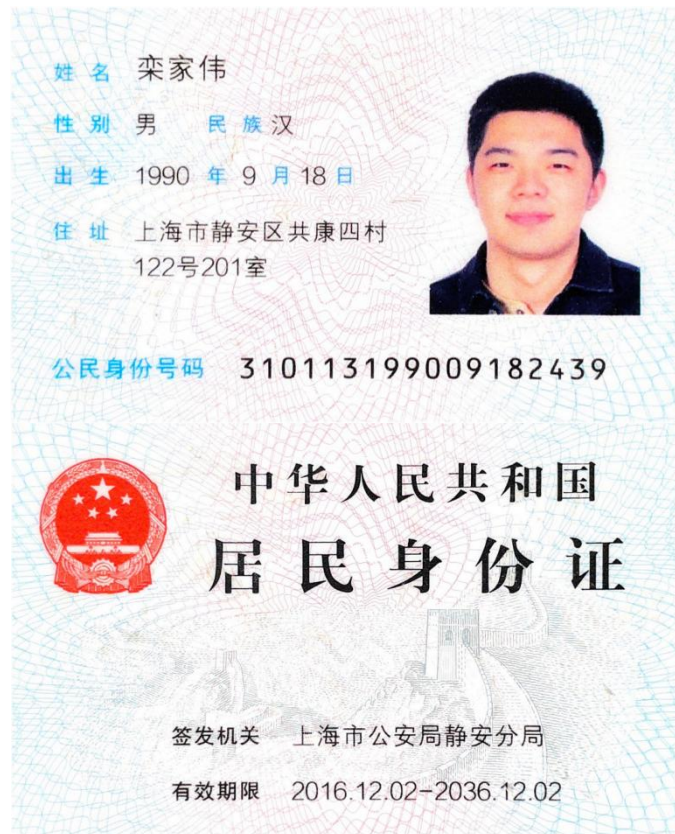 姓名 栾家伟
性别 男 民族 汉
出生 1990 年 9 月 18 日
住址 上海市静安区共康四村
122号201室
公民身份号码 310113199009182439
中华人民共和国
居民身份证
签发机关 上海市公安局静安分局
有效期限 2016.12.02-2036.12.02